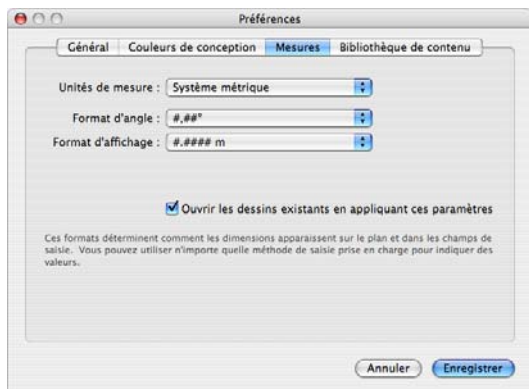 Préférences
Général Couleurs de conception Mesures Bibliothèque de contenu
Unités de mesure : Système métrique
Format d'angle : #.##°
Format d'affichage : #.#### m
Ouvrir les dessins existants en appliquant ces paramètres
Ces formats déterminent comment les dimensions apparaissent sur le plan et dans les champs de
saisie. Vous pouvez utiliser n'importe quelle méthode de saisie prise en charge pour indiquer des
valeurs.
Annuler Enregistrer